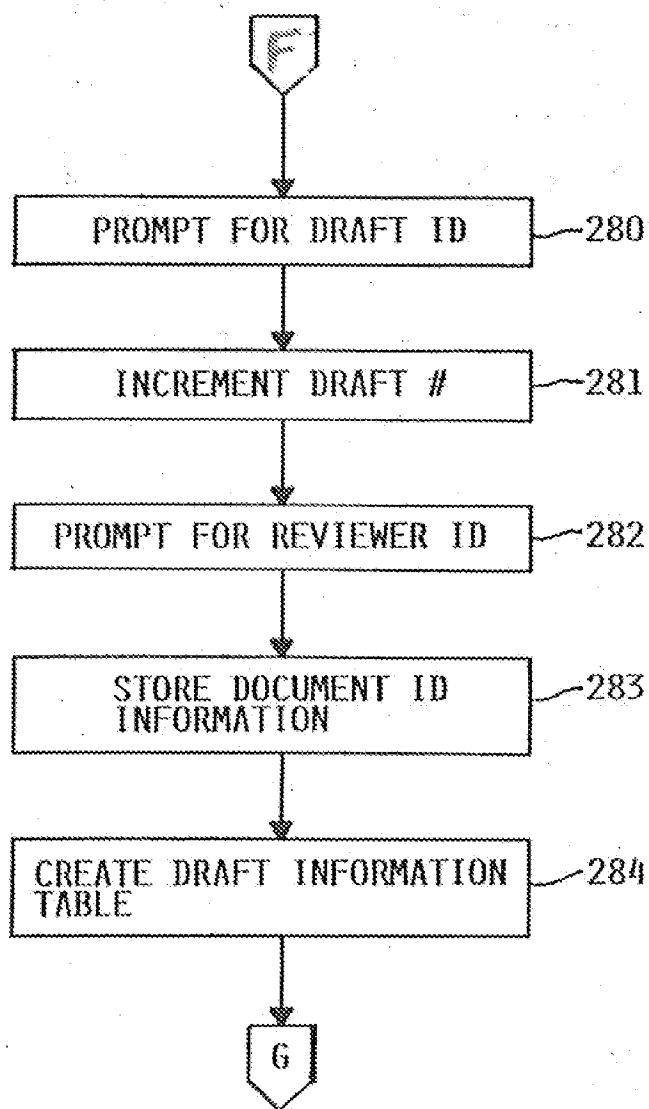 F
PROMPT FOR DRAFT ID 280
INCREMENT DRAFT # 281
PROMPT FOR REVIEWER ID 282
STORE DOCUMENT ID
INFORMATION
283
CREATE DRAFT INFORMATION
TABLE
284
G